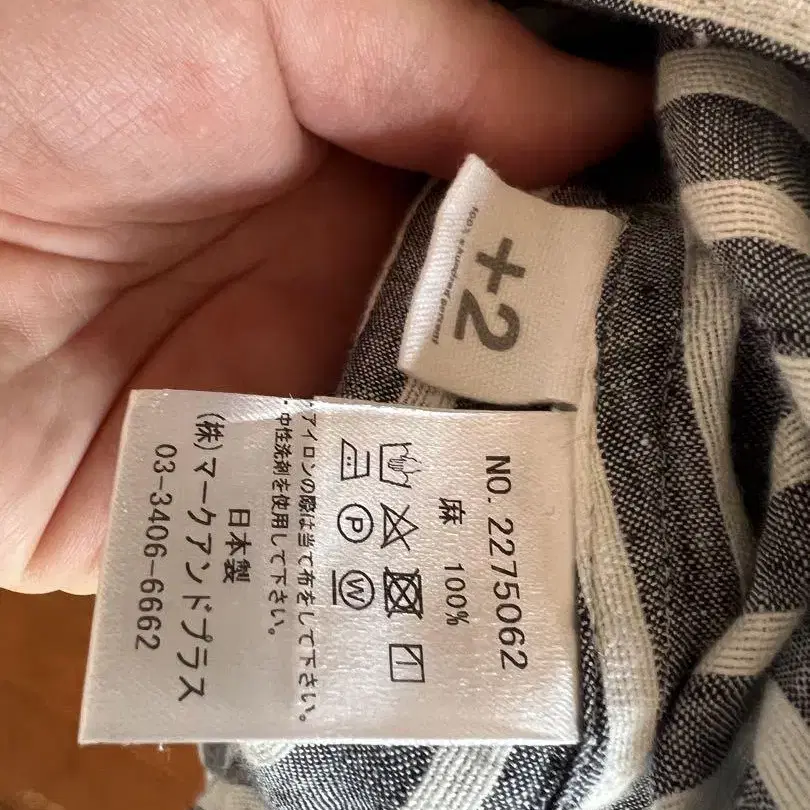 +2
NO. 2275062
麻 100%
P
W
・アイロンの際は当て布をして下さい。
・中性洗剤を使用して下さい。
日本製
(株)マークアンドプラス
03-3406-6662